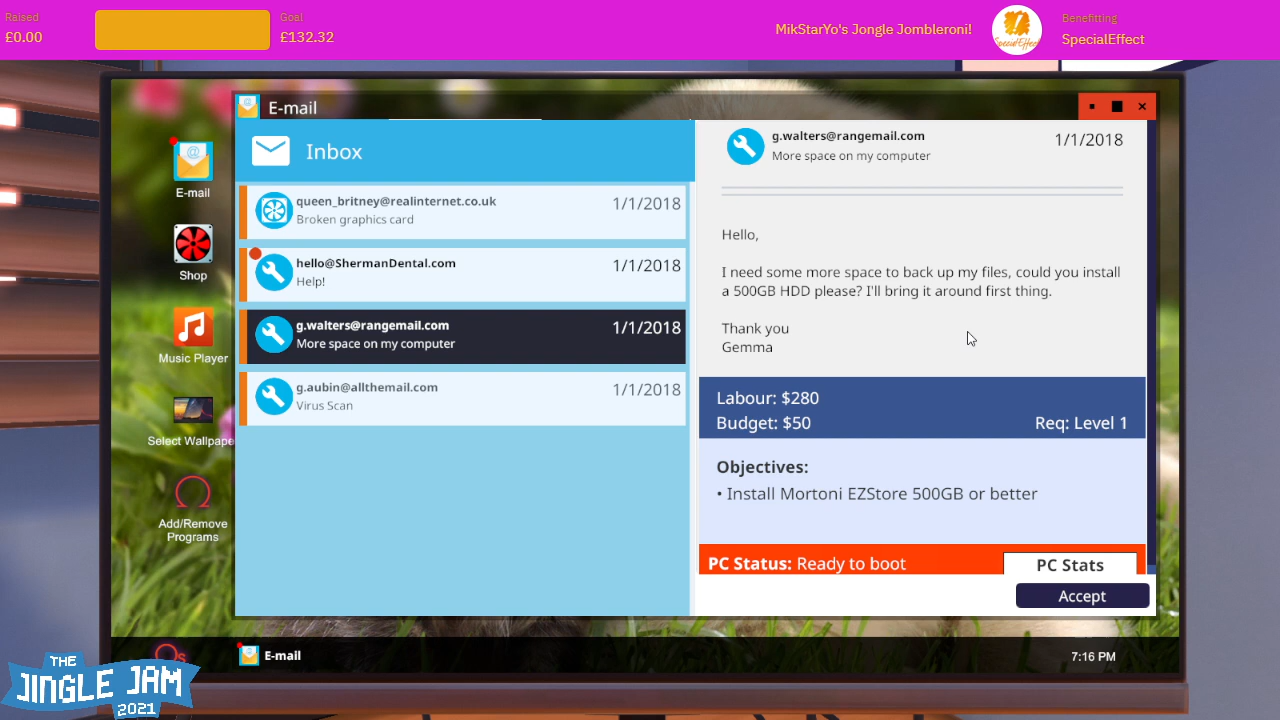 Raised
£0.00
Goal
£132.32
MikStarYo's Jongle Jombleroni!
SpecialEffect
Benefitting
SpecialEffect
E-mail
Inbox
queen_britney@realinternet.co.uk
Broken graphics card
1/1/2018
hello@ShermanDental.com
Help!
1/1/2018
g.walters@rangemail.com
More space on my computer
1/1/2018
g.aubin@allthemail.com
Virus Scan
1/1/2018
g.walters@rangemail.com
More space on my computer
1/1/2018
Hello,
I need some more space to back up my files, could you install
a 500GB HDD please? I'll bring it around first thing.
Thank you
Gemma
Labour: $280
Budget: $50
Req: Level 1
Objectives:
• Install Mortoni EZStore 500GB or better
PC Status: Ready to boot
PC Stats
Accept
E-mail
Shop
Music Player
Select Wallpape
Add/Remove
Programs
E-mail
7:16 PM
THE
JINGLE JAM
2021